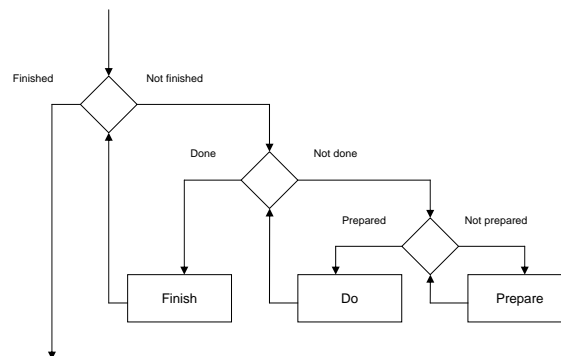 Finished
Not finished
Done
Not done
Prepared
Not prepared
Finish
Do
Prepare